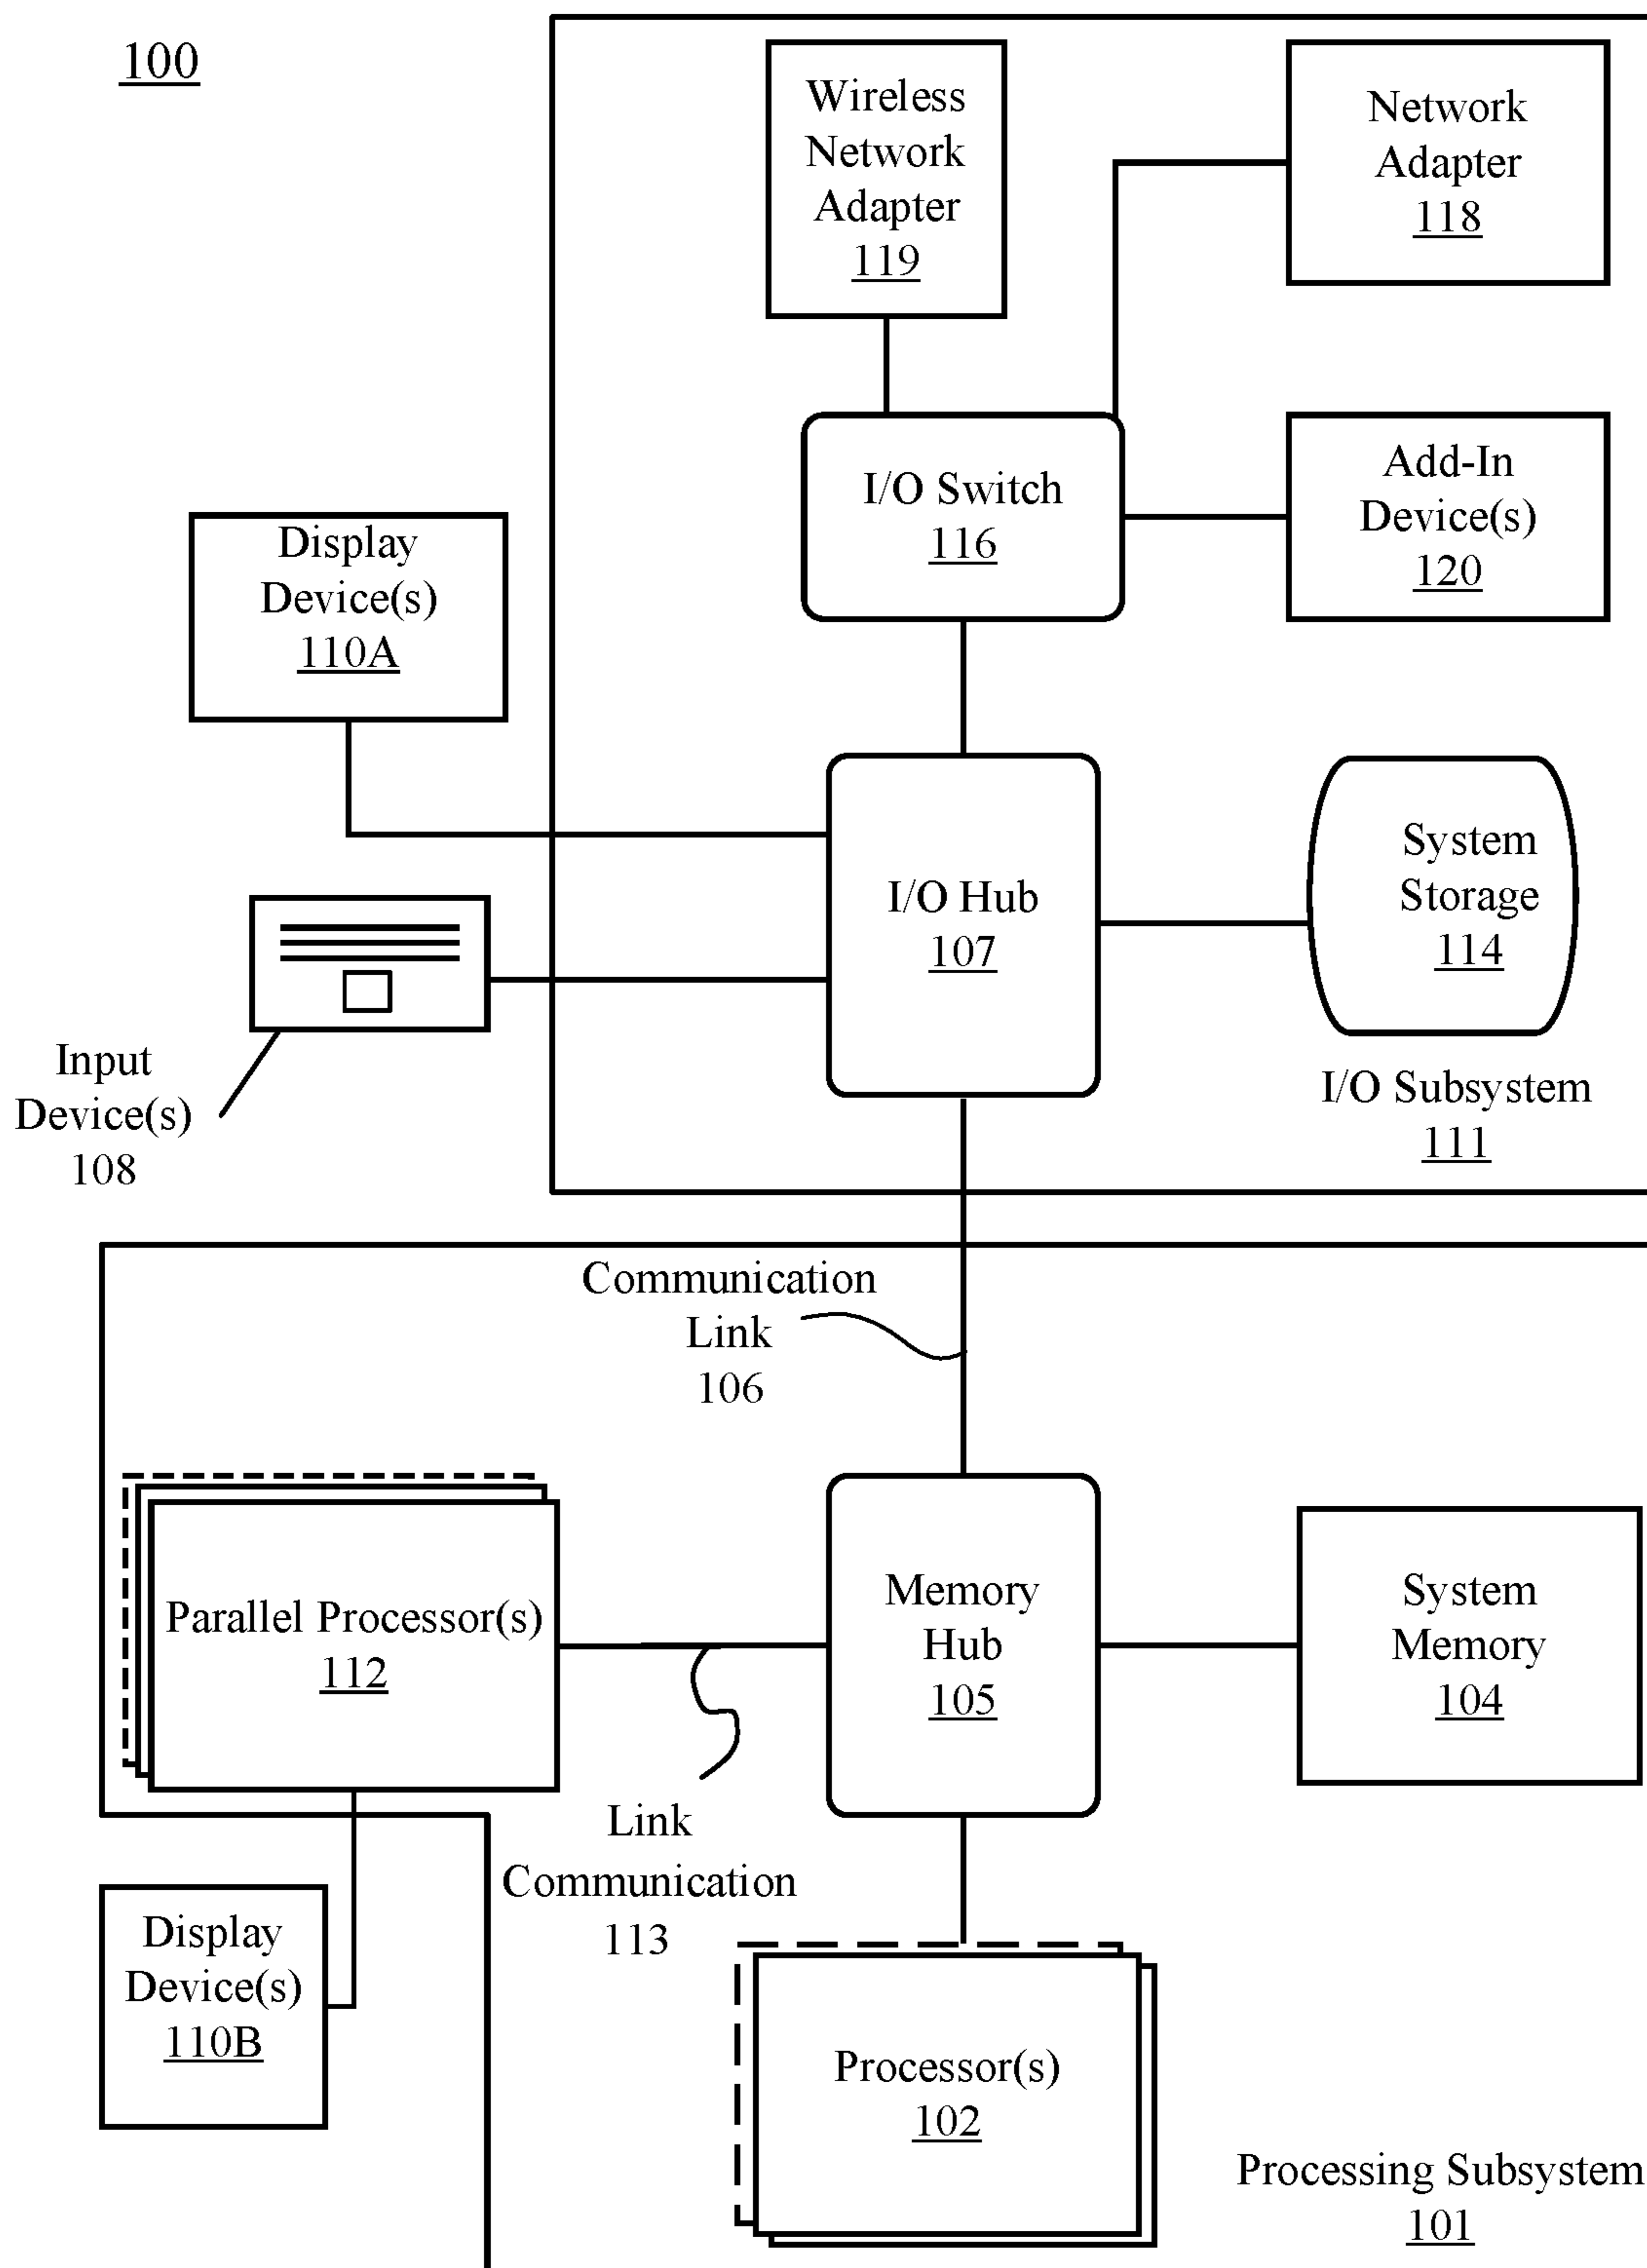 100
Wireless
Network
Adapter
119
Network
Adapter
118
I/O Switch
116
Add-In
Device(s)
120
Display
Device(s)
110A
I/O Hub
107
System
Storage
114
Input
Device(s)
108
I/O Subsystem
111
Communication
Link
106
Parallel Processor(s)
112
Memory
Hub
105
System
Memory
104
Link
Communication
113
Display
Device(s)
110B
Processor(s)
102
Processing Subsystem
101